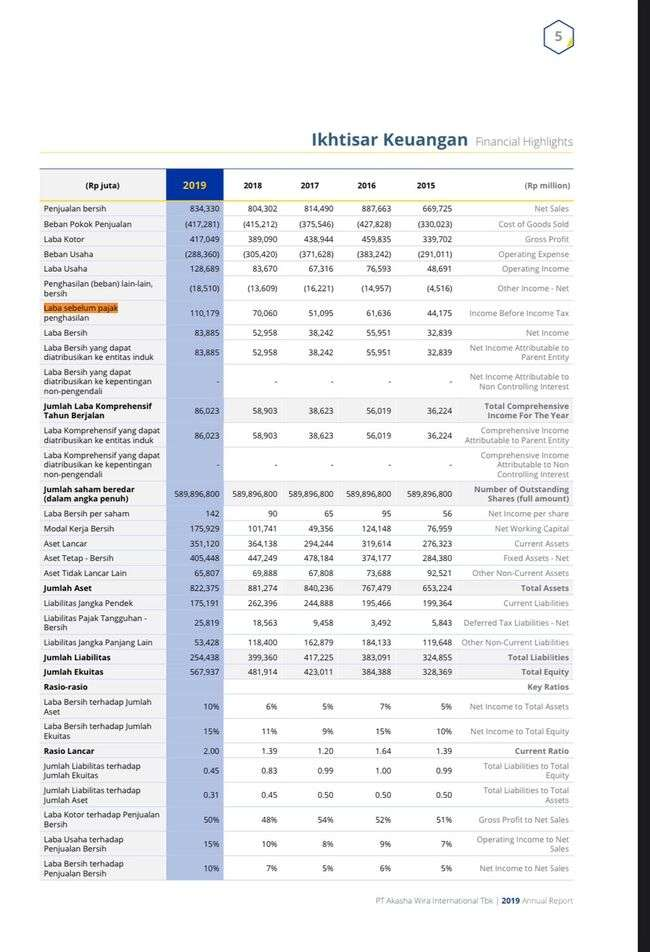 5
Ikhtisar Keuangan Financial Highlights
(Rp juta) 2019 2018 2017 2016 2015 (Rp million)
Penjualan bersih 834,330 804,302 814,490 887,663 669,725 Net Sales
Beban Pokok Penjualan (417,281) (415,212) (375,546) (427,828) (330,023) Cost of Goods Sold
Laba Kotor 417,049 389,090 438,944 459,835 339,702 Gross Profit
Beban Usaha (288,360) (305,420) (371,628) (383,242) (291,011) Operating Expense
Laba Usaha 128,689 83,670 67,316 76,593 48,691 Operating Income
Penghasilan (beban) lain-lain,
bersih (18,510) (13,609) (16,221) (14,957) (4,516) Other Income - Net
Laba sebelum pajak
penghasilan 110,179 70,060 51,095 61,636 44,175 Income Before Income Tax
Laba Bersih 83,885 52,958 38,242 55,951 32,839 Net Income
Laba Bersih yang dapat
diatribusikan ke entitas induk 83,885 52,958 38,242 55,951 32,839 Net Income Attributable to
Parent Entity
Laba Bersih yang dapat
diatribusikan ke kepentingan
non-pengendali - - - - - Net Income Attributable to
Non Controlling Interest
Jumlah Laba Komprehensif
Tahun Berjalan 86,023 58,903 38,623 56,019 36,224 Total Comprehensive
Income For The Year
Laba Komprehensif yang dapat
diatribusikan ke entitas induk 86,023 58,903 38,623 56,019 36,224 Comprehensive Income
Attributable to Parent Entity
Laba Komprehensif yang dapat
diatribusikan ke kepentingan
non-pengendali - - - - - Comprehensive Income
Attributable to Non
Controlling Interest
Jumlah saham beredar
(dalam angka penuh) 589,896,800 589,896,800 589,896,800 589,896,800 589,896,800 Number of Outstanding
Shares (full amount)
Laba Bersih per saham 142 90 65 95 56 Net Income per share
Modal Kerja Bersih 175,929 101,741 49,356 124,148 76,959 Net Working Capital
Aset Lancar 351,120 364,138 294,244 319,614 276,323 Current Assets
Aset Tetap - Bersih 405,448 447,249 478,184 374,177 284,380 Fixed Assets - Net
Aset Tidak Lancar Lain 65,807 69,888 67,808 73,688 92,521 Other Non-Current Assets
Jumlah Aset 822,375 881,274 840,236 767,479 653,224 Total Assets
Liabilitas Jangka Pendek 175,191 262,396 244,888 195,466 199,364 Current Liabilities
Liabilitas Pajak Tangguhan -
Bersih 25,819 18,563 9,458 3,492 5,843 Deferred Tax Liabilities - Net
Liabilitas Jangka Panjang Lain 53,428 118,400 162,879 184,133 119,648 Other Non-Current Liabilities
Jumlah Liabilitas 254,438 399,360 417,225 383,091 324,855 Total Liabilities
Jumlah Ekuitas 567,937 481,914 423,011 384,388 328,369 Total Equity
Rasio-rasio Key Ratios
Laba Bersih terhadap Jumlah
Aset 10% 6% 5% 7% 5% Net Income to Total Assets
Laba Bersih terhadap Jumlah
Ekuitas 15% 11% 9% 15% 10% Net Income to Total Equity
Rasio Lancar 2.00 1.39 1.20 1.64 1.39 Current Ratio
Jumlah Liabilitas terhadap
Jumlah Ekuitas 0.45 0.83 0.99 1.00 0.99 Total Liabilities to Total
Equity
Jumlah Liabilitas terhadap
Jumlah Aset 0.31 0.45 0.50 0.50 0.50 Total Liabilities to Total
Assets
Laba Kotor terhadap Penjualan
Bersih 50% 48% 54% 52% 51% Gross Profit to Net Sales
Laba Usaha terhadap
Penjualan Bersih 15% 10% 8% 9% 7% Operating Income to Net
Sales
Laba Bersih terhadap
Penjualan Bersih 10% 7% 5% 6% 5% Net Income to Net Sales
PT Akasha Wira International Tbk | 2019 Annual Report